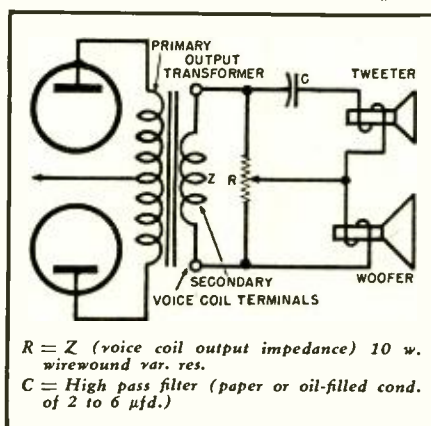 PRIMARY
OUTPUT
TRANSFORMER
C
TWEETER
Z
R
SECONDARY
VOICE COIL TERMINALS
WOOFER
R = Z (voice coil output impedance) 10 w.
wirewound var. res.
C = High pass filter (paper or oil-filled cond.
of 2 to 6 µfd.)